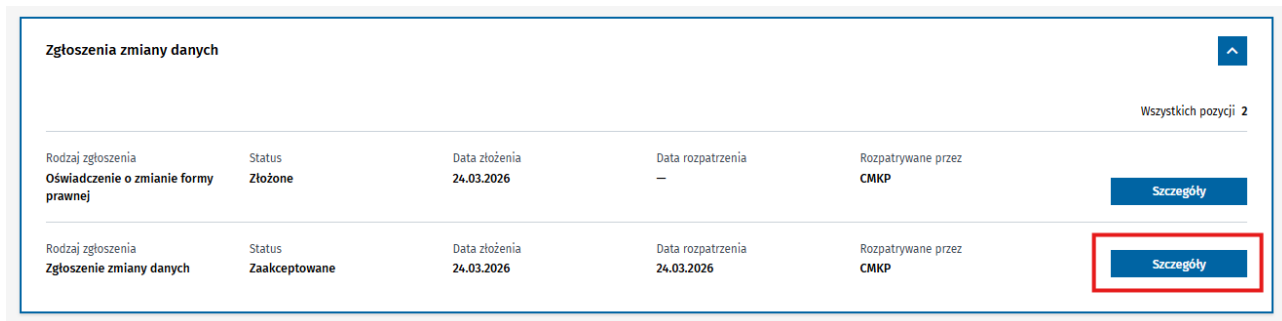 Zgłoszenia zmiany danych
Wszystkich pozycji 2
Rodzaj zgłoszenia Status Data złożenia Data rozpatrzenia Rozpatrywane przez
Oświadczenie o zmianie formy Złożone 24.03.2026 — CMKP
prawnej
Szczegóły
Rodzaj zgłoszenia Status Data złożenia Data rozpatrzenia Rozpatrywane przez
Zgłoszenie zmiany danych Zaakceptowane 24.03.2026 24.03.2026 CMKP
Szczegóły